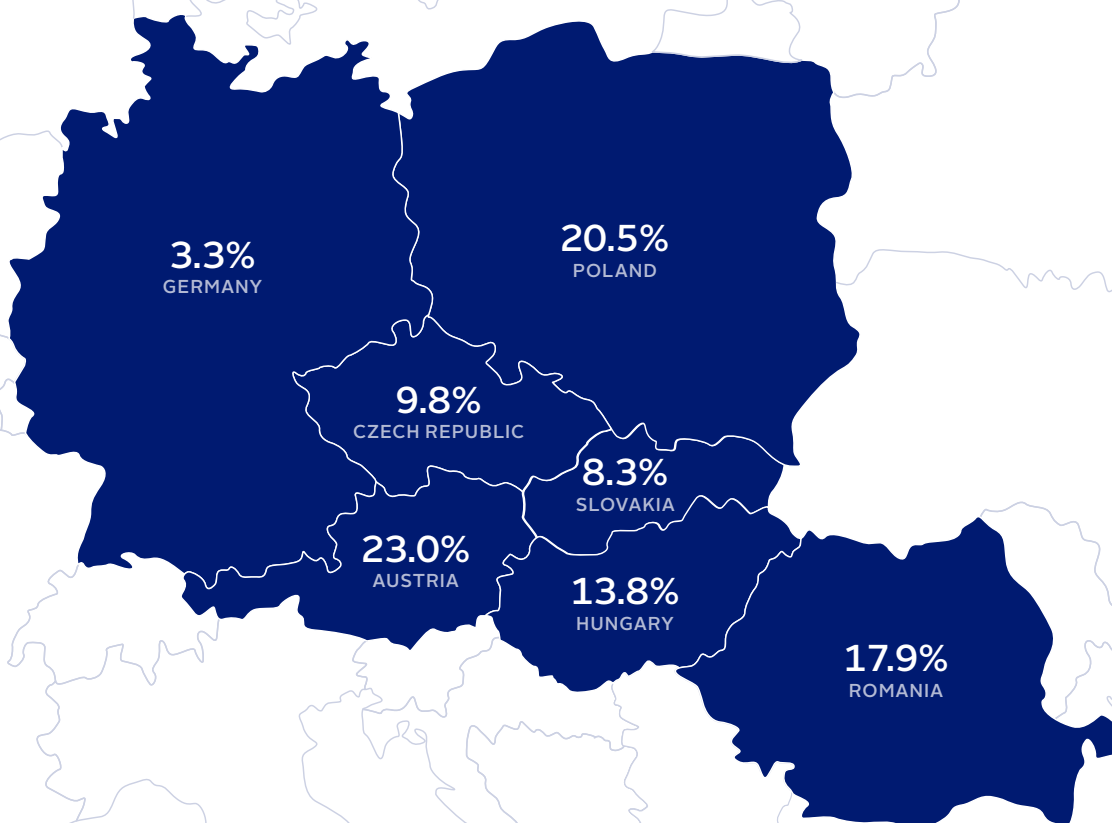 3.3%
GERMANY
20.5%
POLAND
9.8%
CZECH REPUBLIC
8.3%
SLOVAKIA
23.0%
AUSTRIA
13.8%
HUNGARY
17.9%
ROMANIA